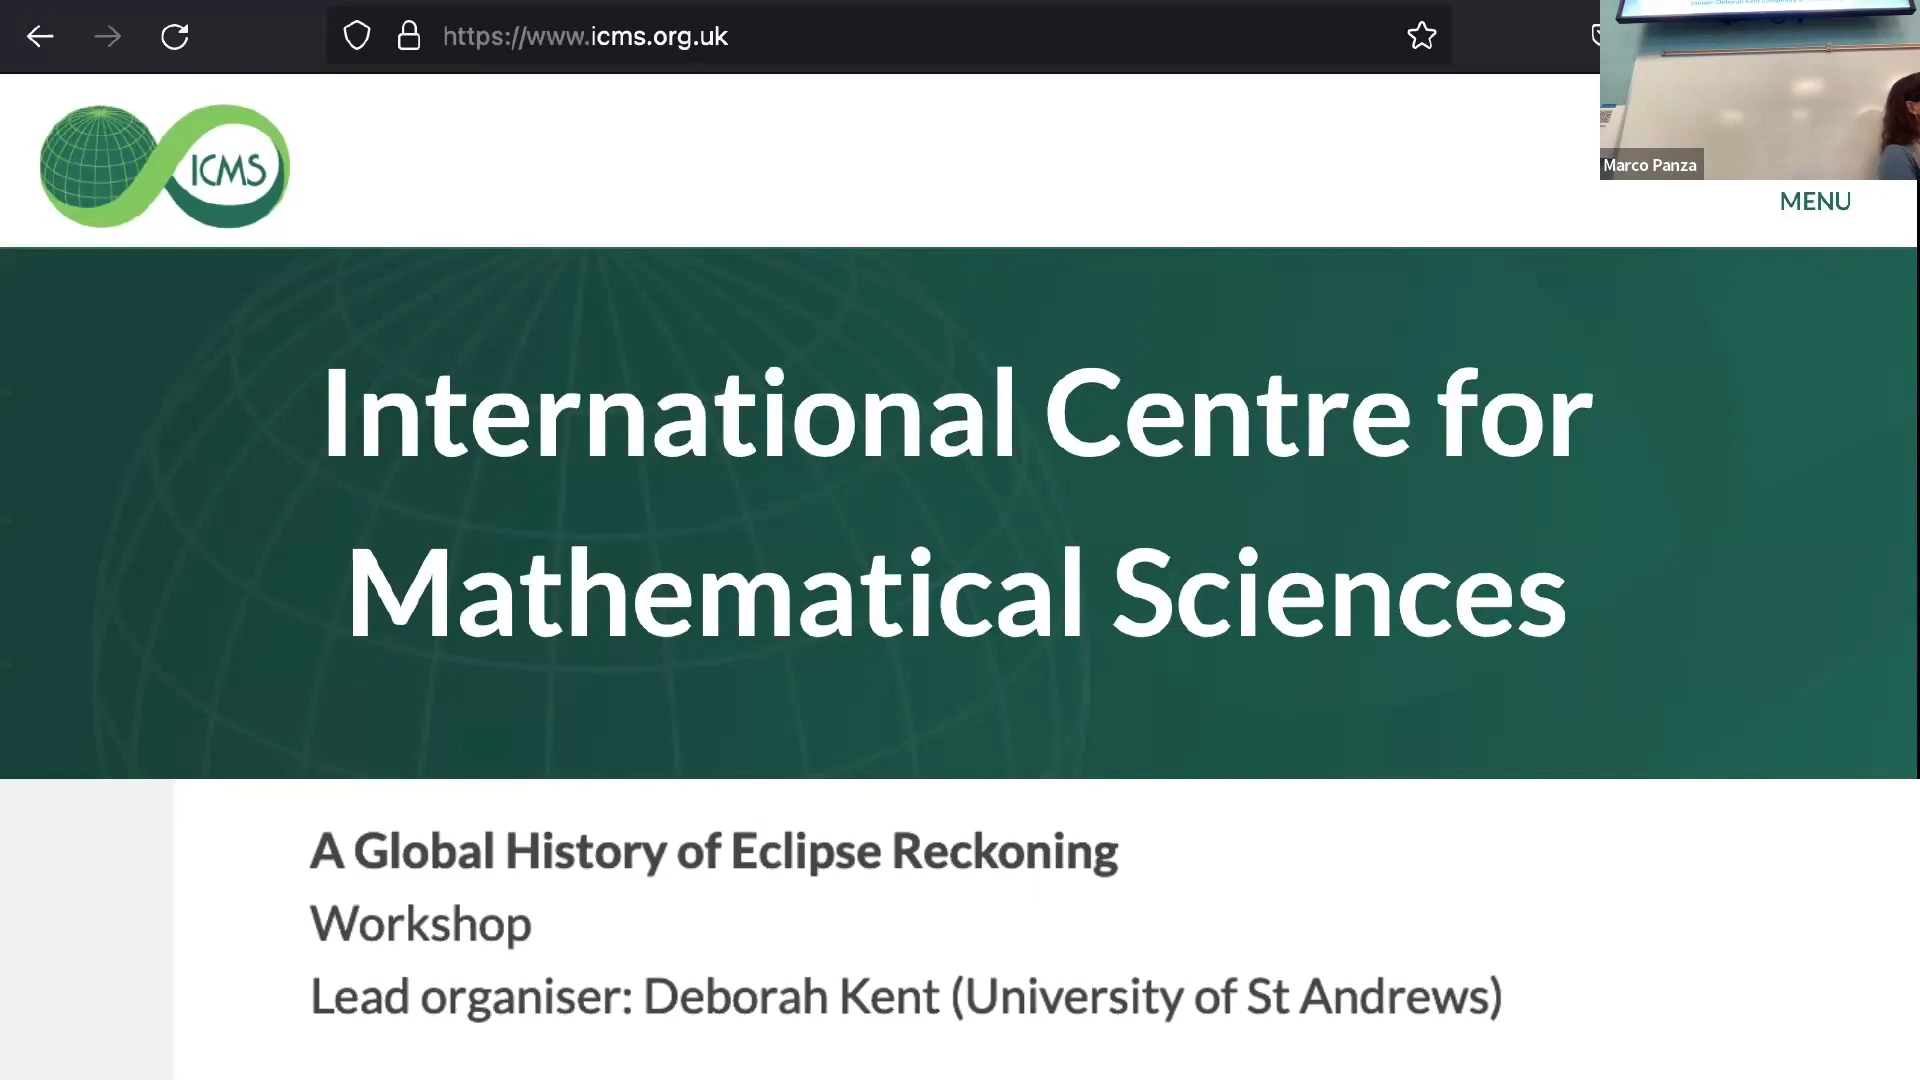 https://www.icms.org.uk
ICMS
Marco Panza
MENU
International Centre for
Mathematical Sciences
A Global History of Eclipse Reckoning
Workshop
Lead organiser: Deborah Kent (University of St Andrews)